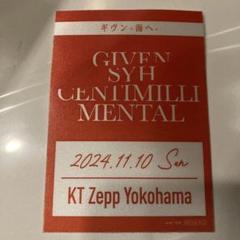 ギヴン・海へ・
GIVEN
SYH
CENTIMILLI
MENTAL
2024.11.10 Sun
KT Zepp Yokohama